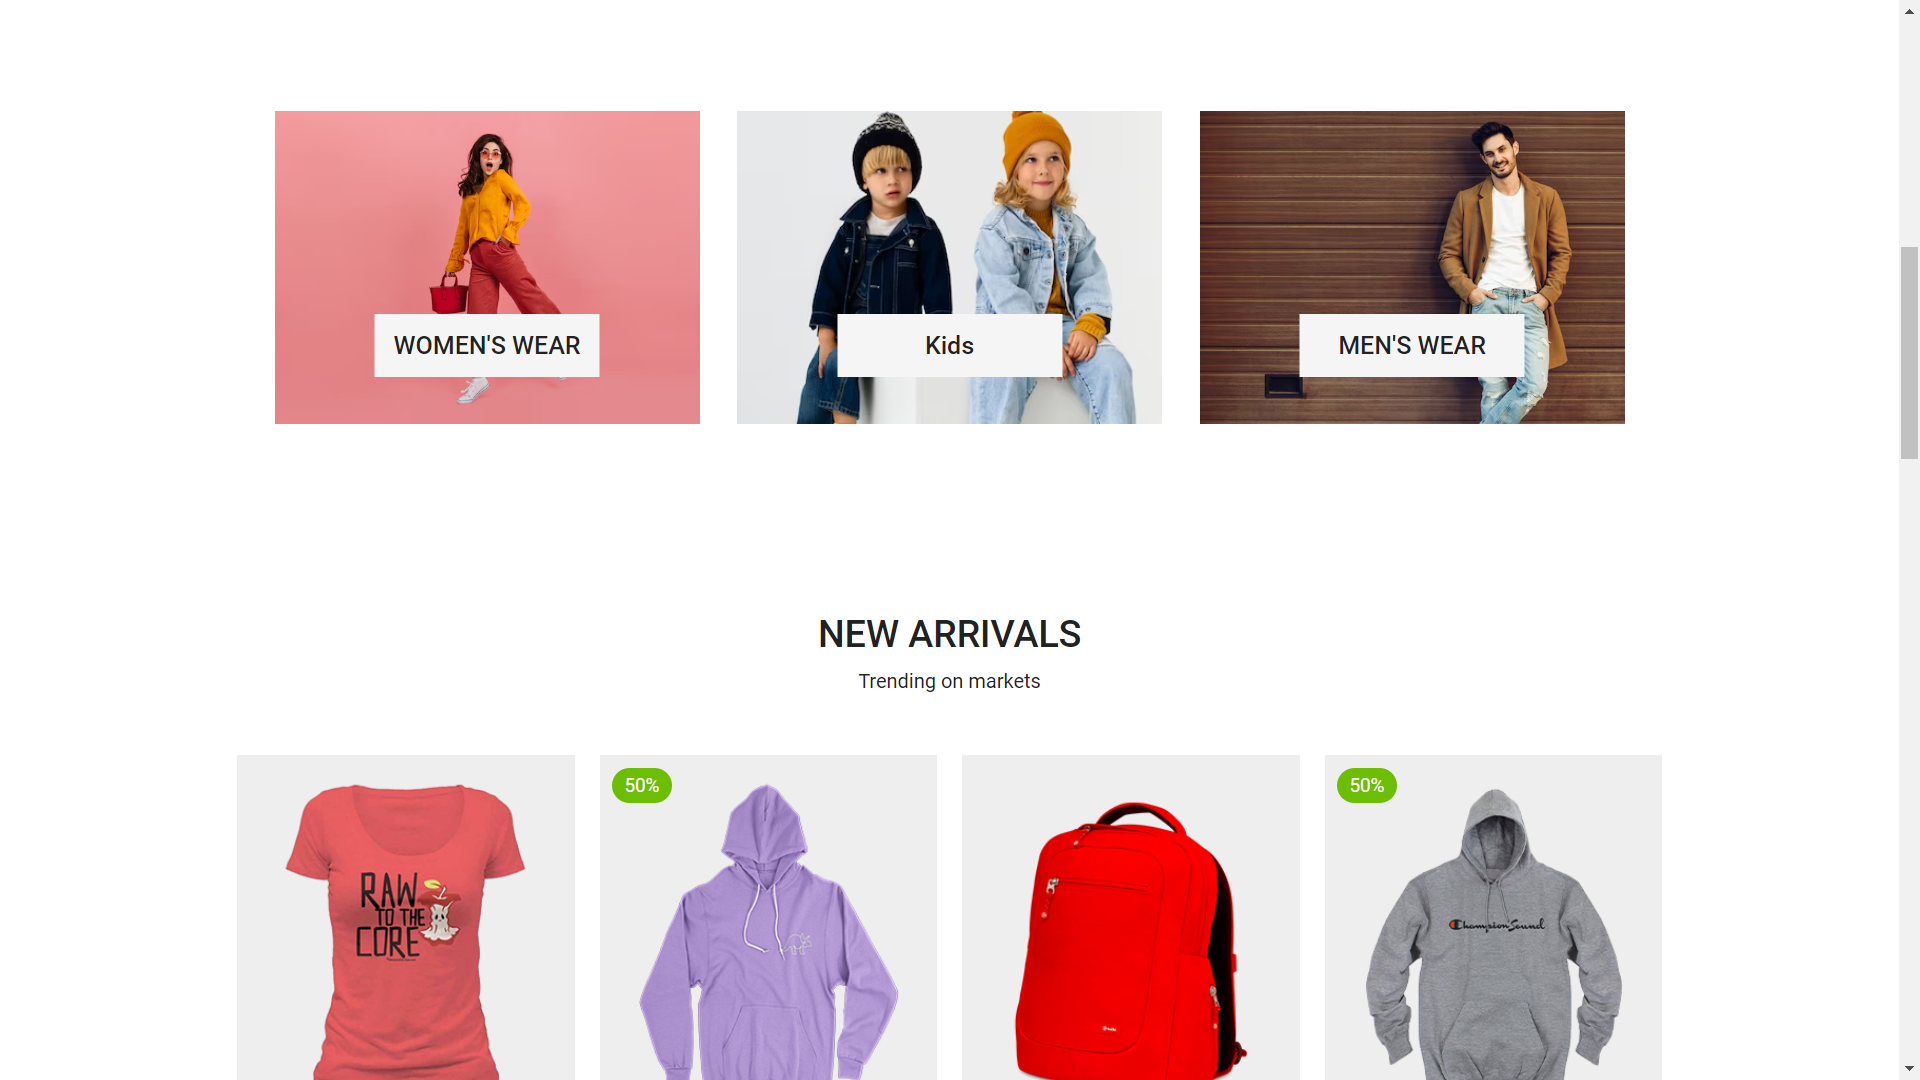 WOMEN'S WEAR
Kids
MEN'S WEAR
NEW ARRIVALS
Trending on markets
50%
50%
RAW
TO THE
CORE
Champion Sound